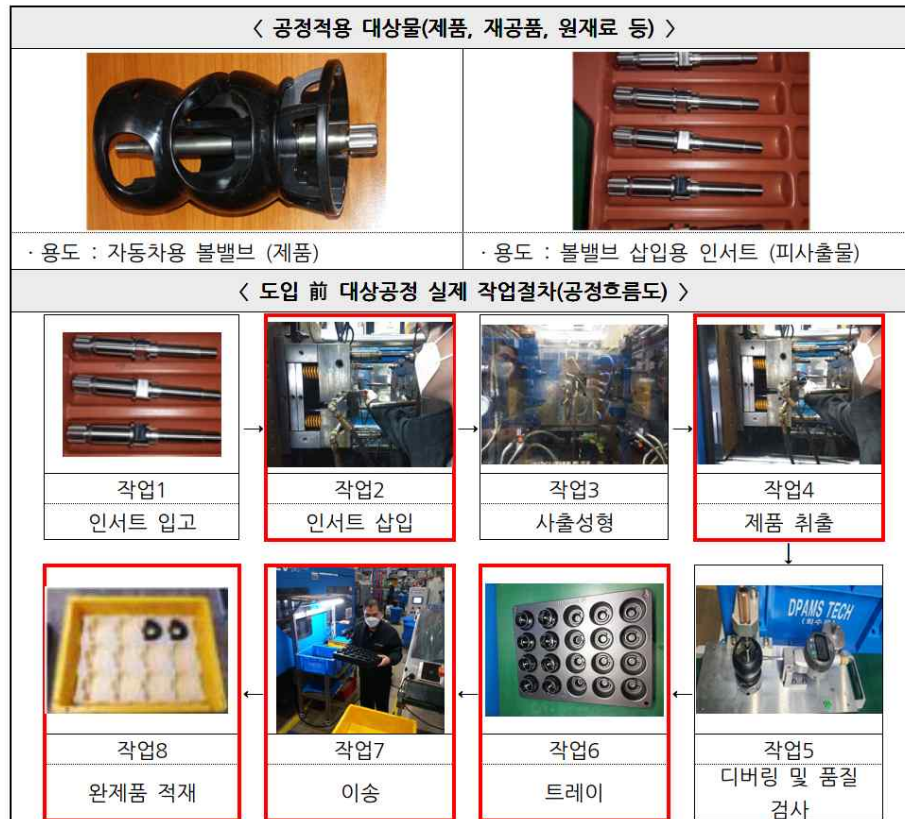 〈 공정적용 대상물(제품, 재공품, 원재료 등) 〉
· 용도 : 자동차용 볼밸브 (제품)
· 용도 : 볼밸브 삽입용 인서트 (피사출물)
〈 도입 前 대상공정 실제 작업절차(공정흐름도) 〉
작업1
인서트 입고
작업2
인서트 삽입
작업3
사출성형
작업4
제품 취출
DPAMS TECH
작업8
완제품 적재
작업7
이송
작업6
트레이
작업5
디버링 및 품질
검사